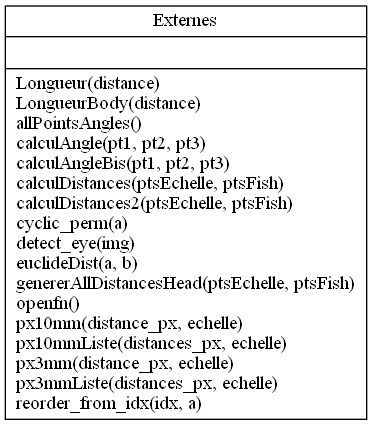 Externes
Longueur(distance)
LongueurBody(distance)
allPointsAngles()
calculAngle(pt1, pt2, pt3)
calculAngleBis(pt1, pt2, pt3)
calculDistances(ptsEchelle, ptsFish)
calculDistances2(ptsEchelle, ptsFish)
cyclic_perm(a)
detect_eye(img)
euclideDist(a, b)
genererAllDistancesHead(ptsEchelle, ptsFish)
openfn()
px10mm(distance_px, echelle)
px10mmListe(distances_px, echelle)
px3mm(distance_px, echelle)
px3mmListe(distances_px, echelle)
reorder_from_idx(idx, a)